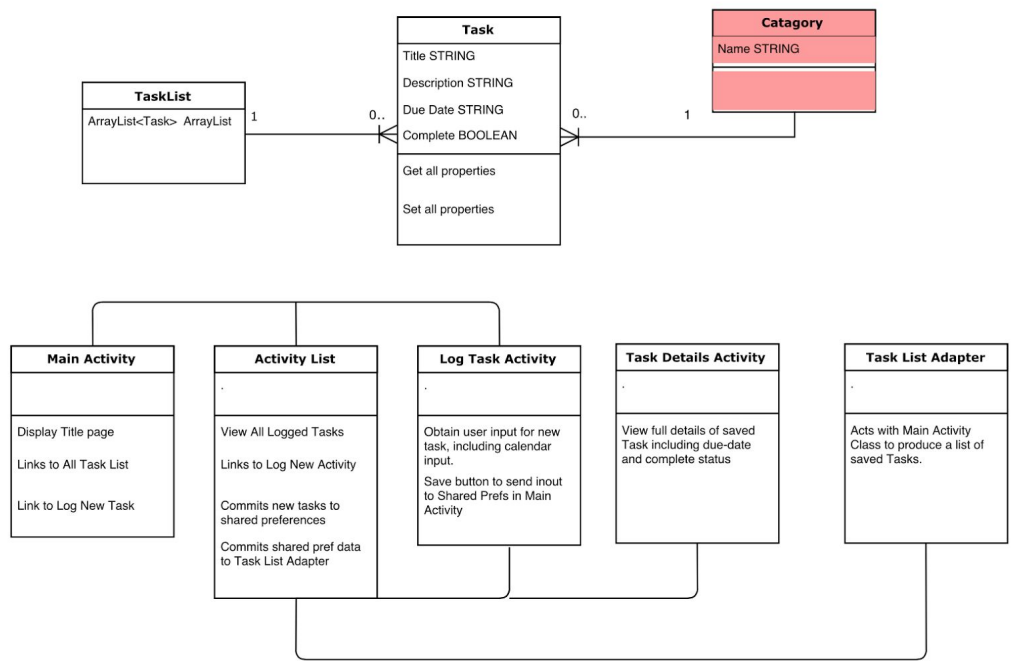 Task
Title STRING
Description STRING
Due Date STRING
Complete BOOLEAN
Get all properties
Set all properties
Catagory
Name STRING
TaskList
ArrayList<Task> ArrayList
1
0..
0..
1
Main Activity
Display Title page
Links to All Task List
Link to Log New Task
Activity List
.
View All Logged Tasks
Links to Log New Activity
Commits new tasks to
shared preferences
Commits shared pref data
to Task List Adapter
Log Task Activity
.
Obtain user input for new
task, including calendar
input.
Save button to send inout
to Shared Prefs in Main
Activity
Task Details Activity
.
View full details of saved
Task including due-date
and complete status
Task List Adapter
.
Acts with Main Activity
Class to produce a list of
saved Tasks.